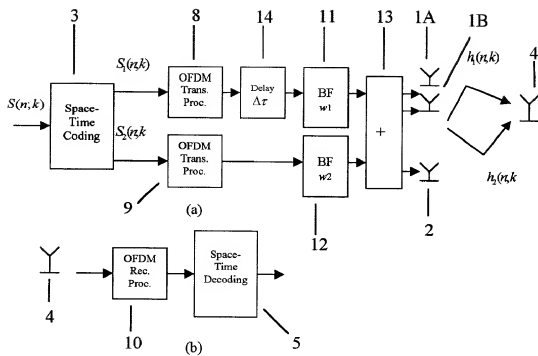 3
8
14
11
13
1A
1B
S₁(n,k)
h₁(n,k)
4
S(n; k)
Space-
Time
Coding
OFDM
Trans.
Proc.
Delay
Δτ
BF
w1
+
S₂(n,k
OFDM
Trans.
Proc.
BF
w2
h₂(n,k
9
(a)
12
2
4
OFDM
Rec.
Proc.
Space-
Time
Decoding
10
(b)
5